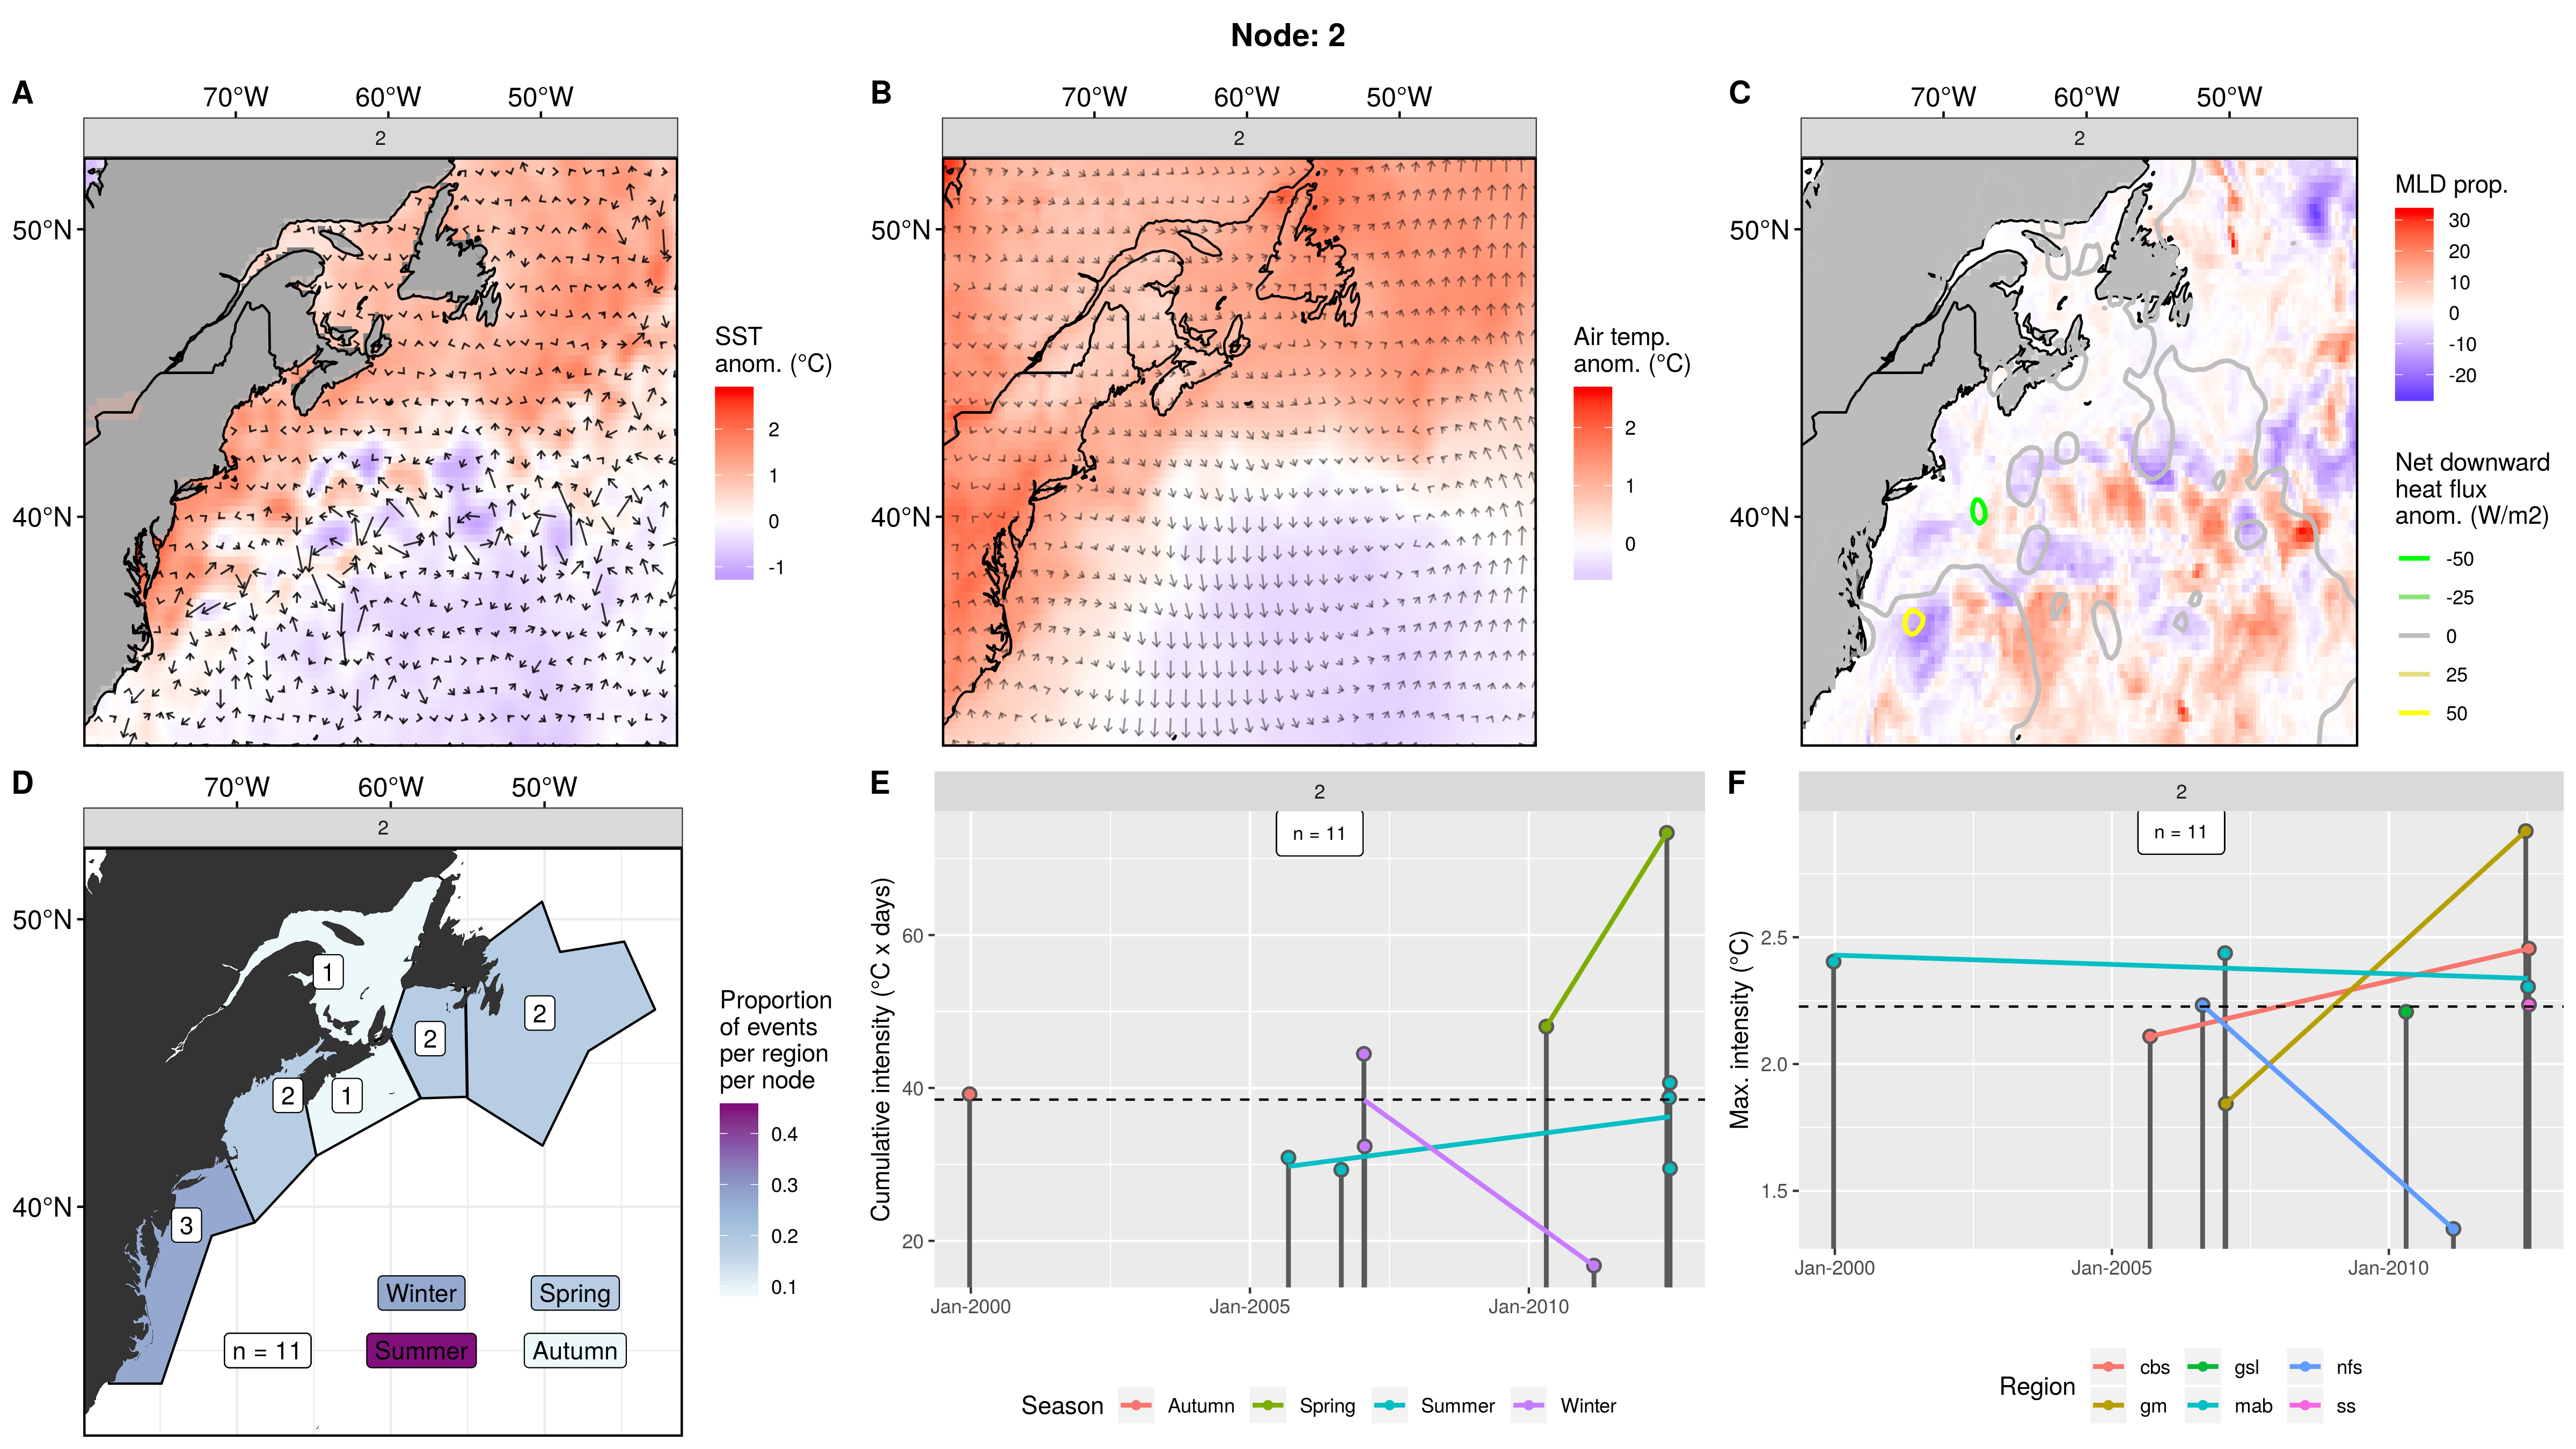 Node: 2
A
70°W 60°W 50°W
2
50°N
40°N
SST
anom. (°C)
2
1
0
-1
B
70°W 60°W 50°W
2
50°N
40°N
Air temp.
anom. (°C)
2
1
0
C
70°W 60°W 50°W
2
50°N
40°N
MLD prop.
30
20
10
0
-10
-20
Net downward
heat flux
anom. (W/m2)
-50
-25
0
25
50
D
70°W 60°W 50°W
2
50°N
40°N
1
2
2
2
1
3
Winter Spring
n = 11 Summer Autumn
Proportion
of events
per region
per node
0.4
0.3
0.2
0.1
E
2
n = 11
Cumulative intensity (°C x days)
60
40
20
Jan-2000 Jan-2005 Jan-2010
Season Autumn Spring Summer Winter
F
2
n = 11
Max. intensity (°C)
2.5
2.0
1.5
Jan-2000 Jan-2005 Jan-2010
Region
cbs gsl nfs
gm mab ss